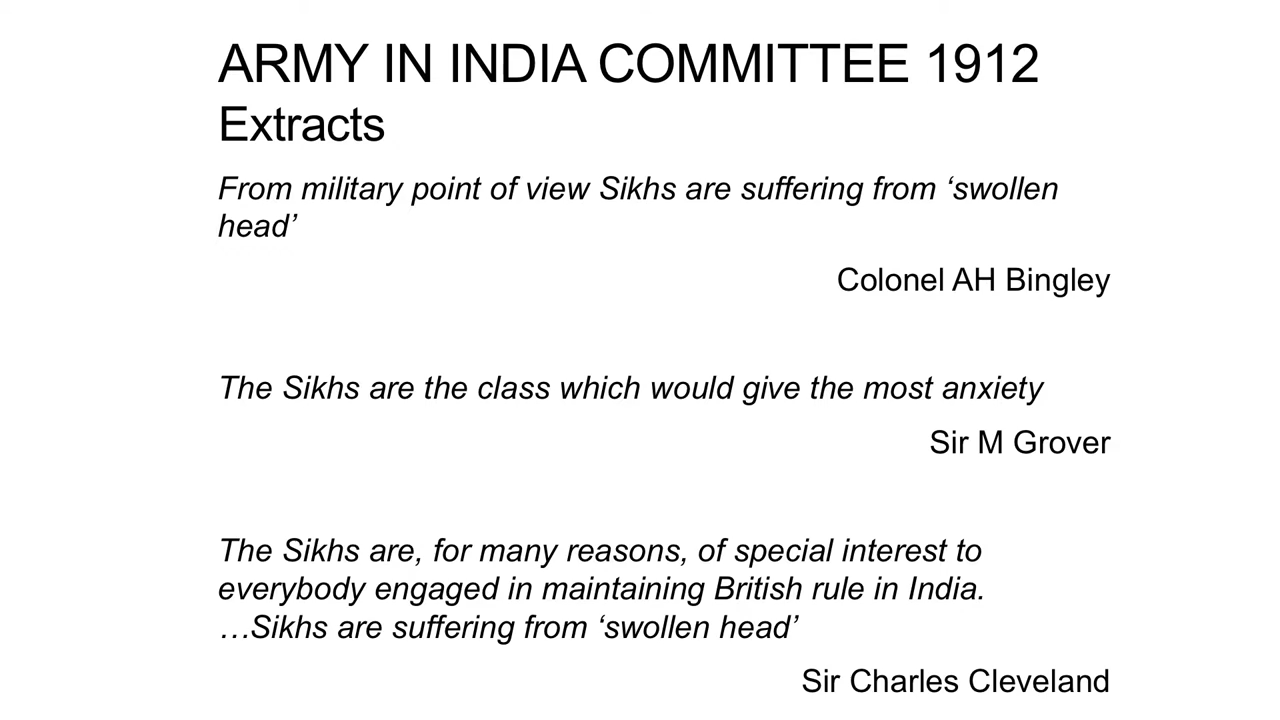 ARMY IN INDIA COMMITTEE 1912
Extracts
From military point of view Sikhs are suffering from ‘swollen
head’
Colonel AH Bingley
The Sikhs are the class which would give the most anxiety
Sir M Grover
The Sikhs are, for many reasons, of special interest to
everybody engaged in maintaining British rule in India.
…Sikhs are suffering from ‘swollen head’
Sir Charles Cleveland